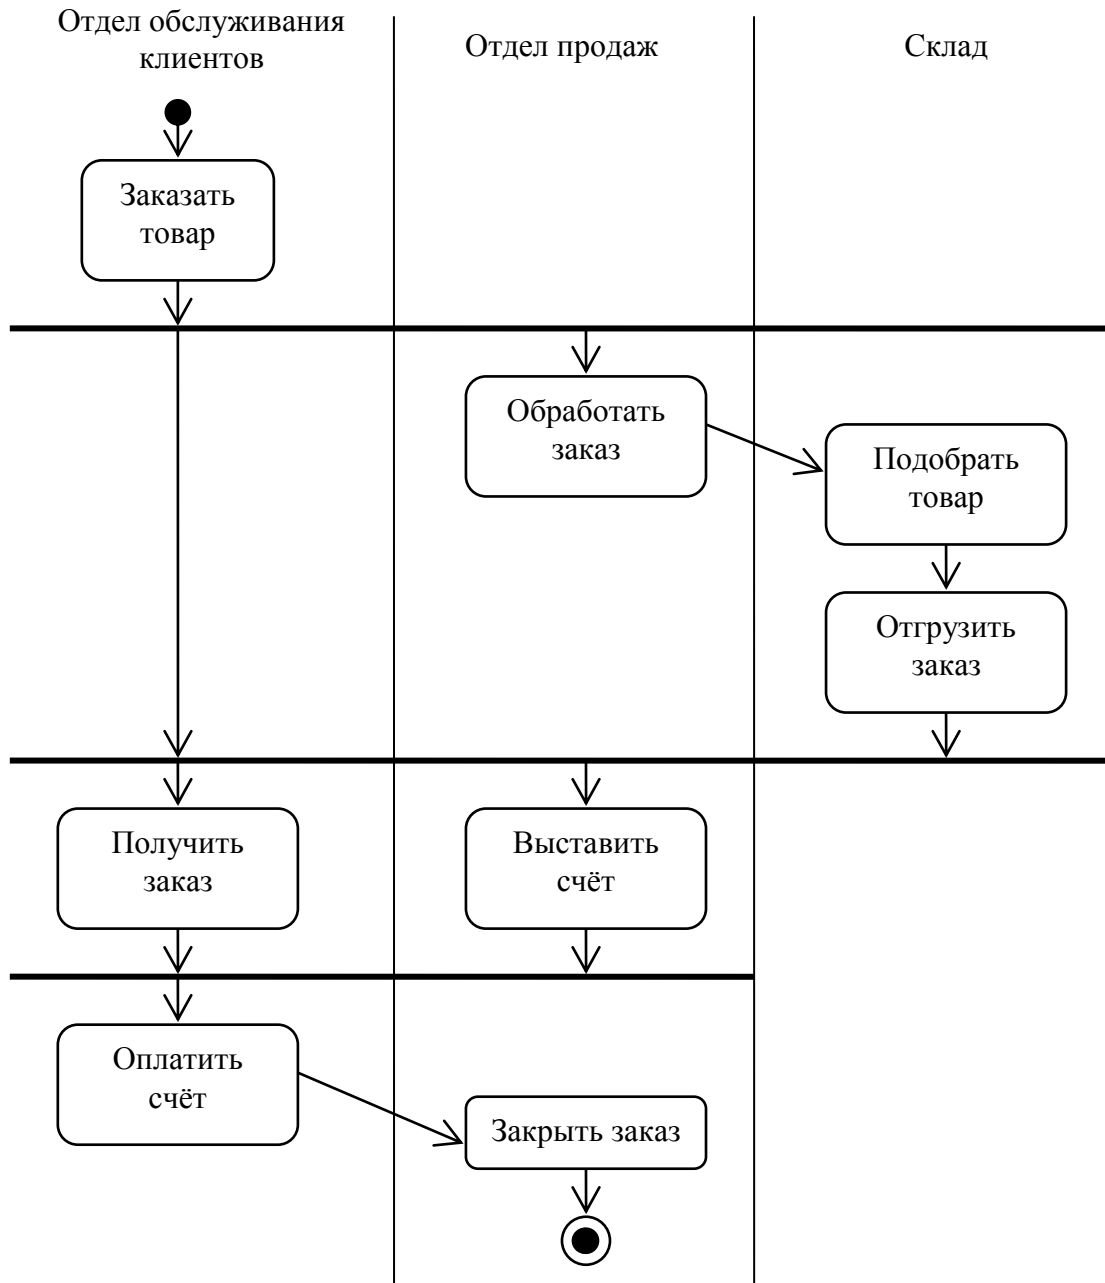 Отдел обслуживания
клиентов
Отдел продаж
Склад
Заказать
товар
Обработать
заказ
Подобрать
товар
Отгрузить
заказ
Получить
заказ
Выставить
счёт
Оплатить
счёт
Закрыть заказ